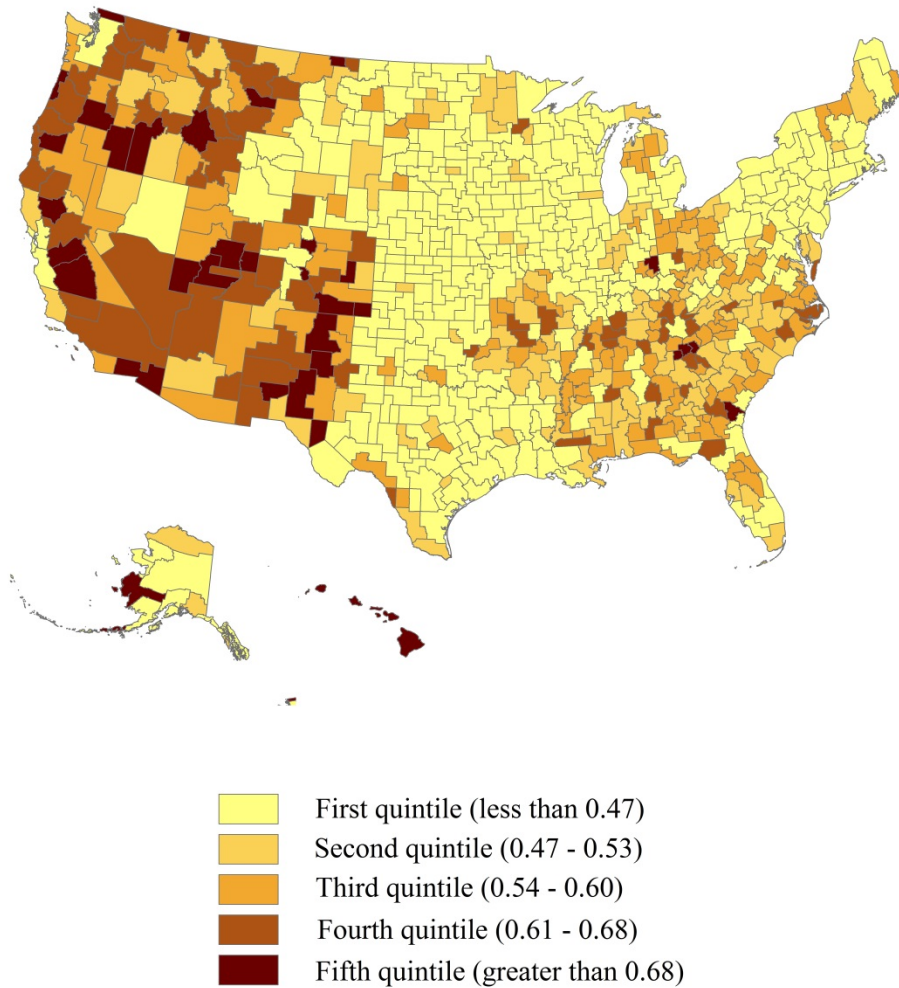 First quintile (less than 0.47)
Second quintile (0.47 - 0.53)
Third quintile (0.54 - 0.60)
Fourth quintile (0.61 - 0.68)
Fifth quintile (greater than 0.68)